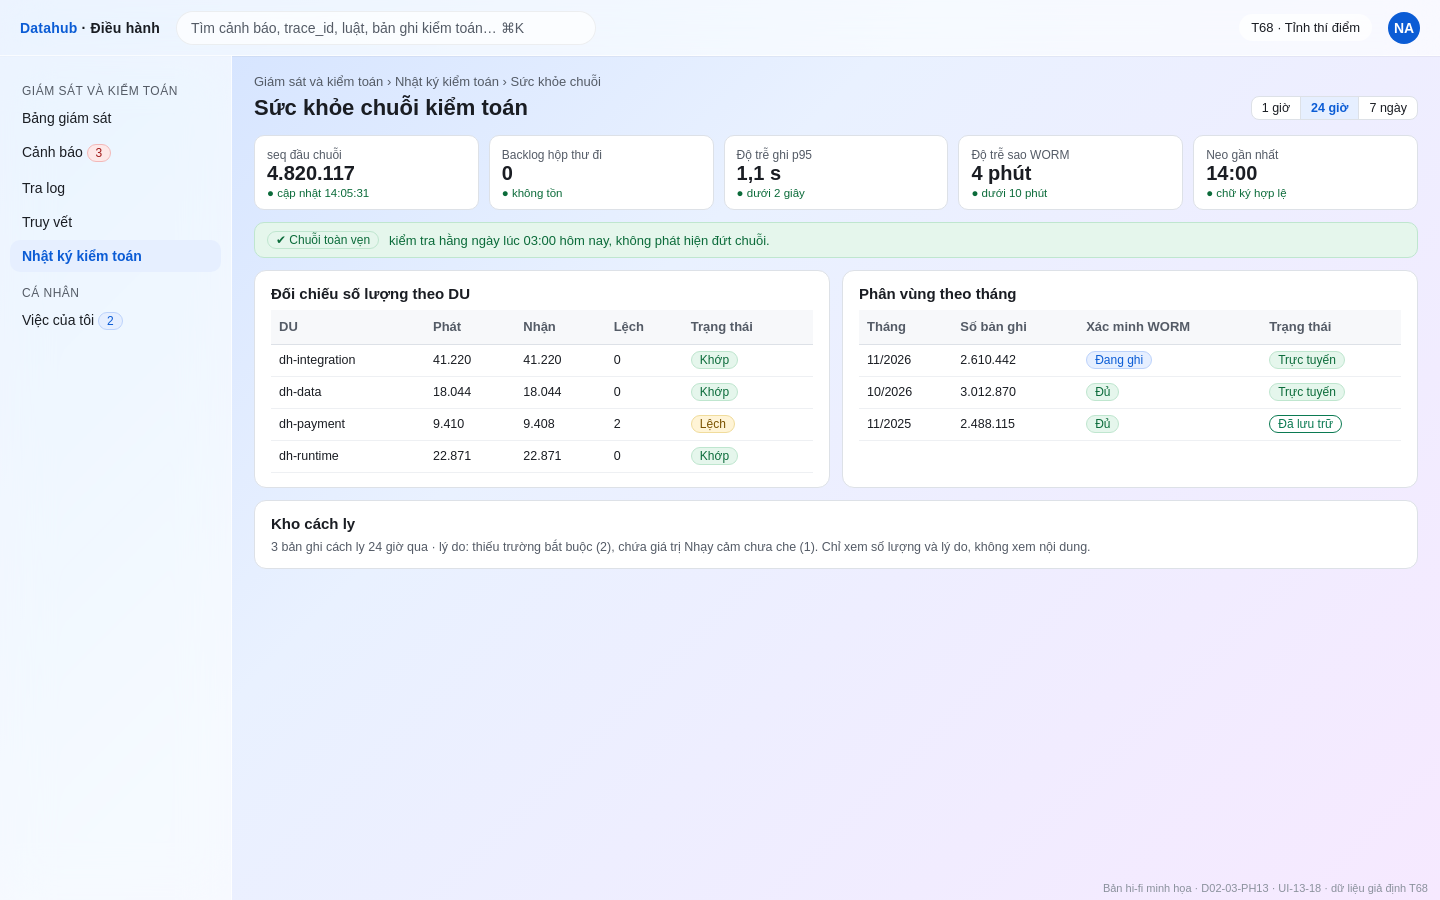 Datahub · Điều hành
Tìm cảnh báo, trace_id, luật, bản ghi kiểm toán… ⌘K
T68 · Tỉnh thí điểm
NA
GIÁM SÁT VÀ KIỂM TOÁN
Bảng giám sát
Cảnh báo 3
Tra log
Truy vết
Nhật ký kiểm toán
CÁ NHÂN
Việc của tôi 2
Giám sát và kiểm toán › Nhật ký kiểm toán › Sức khỏe chuỗi
Sức khỏe chuỗi kiểm toán
1 giờ 24 giờ 7 ngày
seq đầu chuỗi
4.820.117
● cập nhật 14:05:31
Backlog hộp thư đi
0
● không tồn
Độ trễ ghi p95
1,1 s
● dưới 2 giây
Độ trễ sao WORM
4 phút
● dưới 10 phút
Neo gần nhất
14:00
● chữ ký hợp lệ
✔ Chuỗi toàn vẹn kiểm tra hằng ngày lúc 03:00 hôm nay, không phát hiện đứt chuỗi.
Đối chiếu số lượng theo DU
DU Phát Nhận Lệch Trạng thái
dh-integration 41.220 41.220 0 Khớp
dh-data 18.044 18.044 0 Khớp
dh-payment 9.410 9.408 2 Lệch
dh-runtime 22.871 22.871 0 Khớp
Phân vùng theo tháng
Tháng Số bản ghi Xác minh WORM Trạng thái
11/2026 2.610.442 Đang ghi Trực tuyến
10/2026 3.012.870 Đủ Trực tuyến
11/2025 2.488.115 Đủ Đã lưu trữ
Kho cách ly
3 bản ghi cách ly 24 giờ qua · lý do: thiếu trường bắt buộc (2), chứa giá trị Nhạy cảm chưa che (1). Chỉ xem số lượng và lý do, không xem nội dung.
Bản hi-fi minh họa · D02-03-PH13 · UI-13-18 · dữ liệu giả định T68